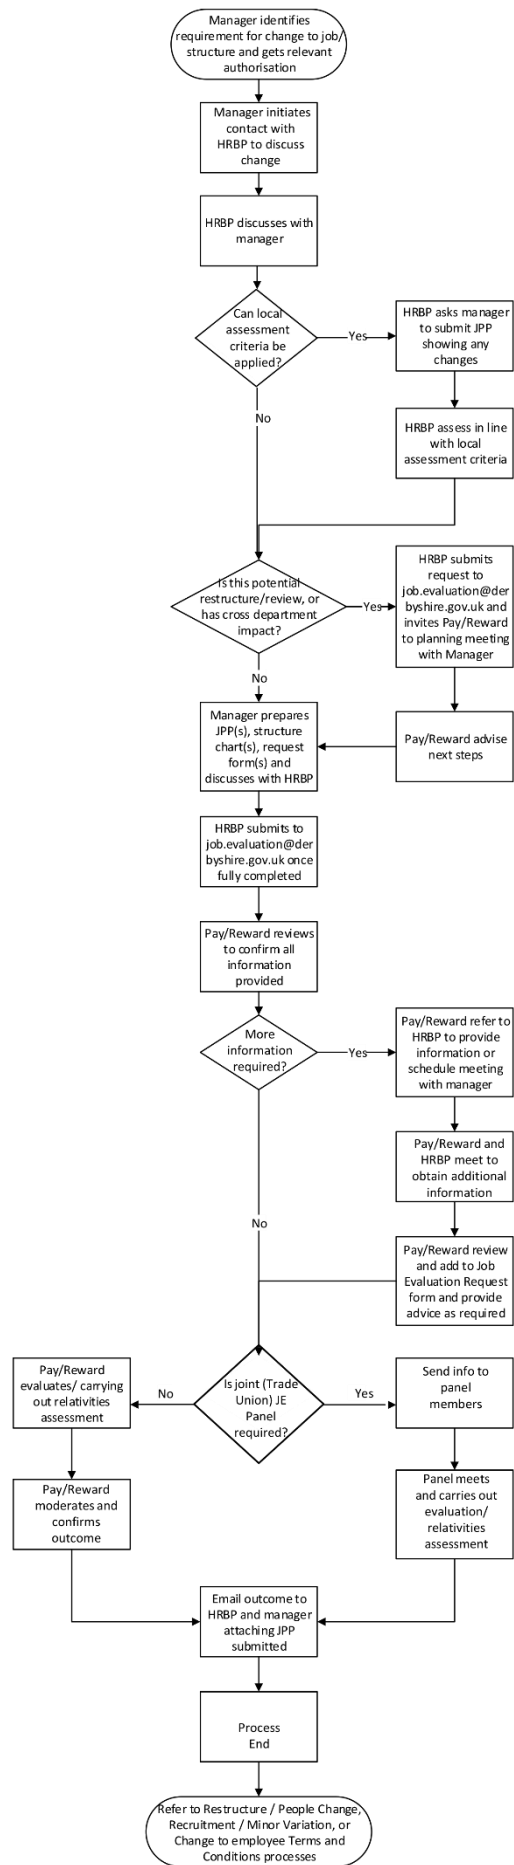 Manager identifies
requirement for change to job/
structure and gets relevant
authorisation
Manager initiates
contact with
HRBP to discuss
change
HRBP discusses with
manager
Can local
assessment
criteria be
applied?
Yes
HRBP asks manager
to submit JPP
showing any
changes
No
HRBP assess in line
with local
assessment criteria
Is this potential
restructure/review, or
has cross department
impact?
Yes
HRBP submits
request to
job.evaluation@der
byshire.gov.uk and
invites Pay/Reward
to planning meeting
with Manager
No
Manager prepares
JPP(s), structure
chart(s), request
form(s) and
discusses with HRBP
Pay/Reward advise
next steps
HRBP submits to
job.evaluation@der
byshire.gov.uk once
fully completed
Pay/Reward reviews
to confirm all
information
provided
More
information
required?
Yes
Pay/Reward refer to
HRBP to provide
information or
schedule meeting
with manager
Pay/Reward and
HRBP meet to
obtain additional
information
No
Pay/Reward review
and add to Job
Evaluation Request
form and provide
advice as required
Is joint (Trade
Union) JE
Panel
required?
No
Pay/Reward
evaluates/ carrying
out relativities
assessment
Yes
Send info to
panel
members
Pay/Reward
moderates and
confirms
outcome
Panel meets
and carries out
evaluation/
relativities
assessment
Email outcome to
HRBP and manager
attaching JPP
submitted
Process
End
Refer to Restructure / People Change,
Recruitment / Minor Variation, or
Change to employee Terms and
Conditions processes